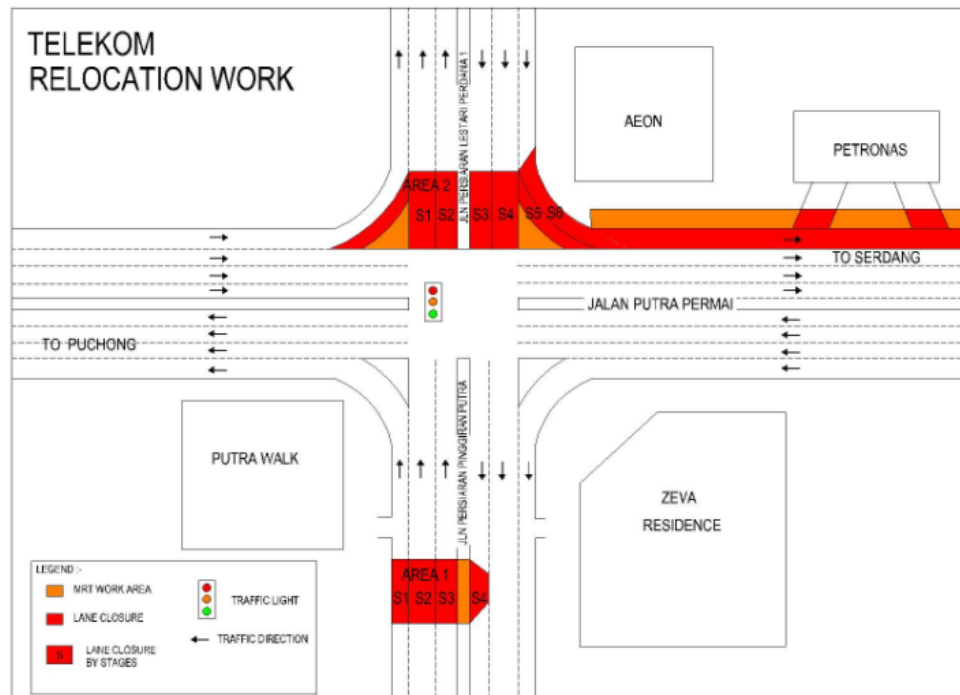 TELEKOM
RELOCATION WORK
JLN PERSIARAN LESTARI PERDANA 1
AEON
PETRONAS
AREA 2
S1 S2 S3 S4 S5 S6
TO SERDANG
JALAN PUTRA PERMAI
TO PUCHONG
JLN PERSIARAN PINGGIRAN PUTRA
PUTRA WALK
ZEVA
RESIDENCE
AREA 1
S1 S2 S3 S4
LEGEND :-
MRT WORK AREA
LANE CLOSURE
S
LANE CLOSURE
BY STAGES
TRAFFIC LIGHT
TRAFFIC DIRECTION